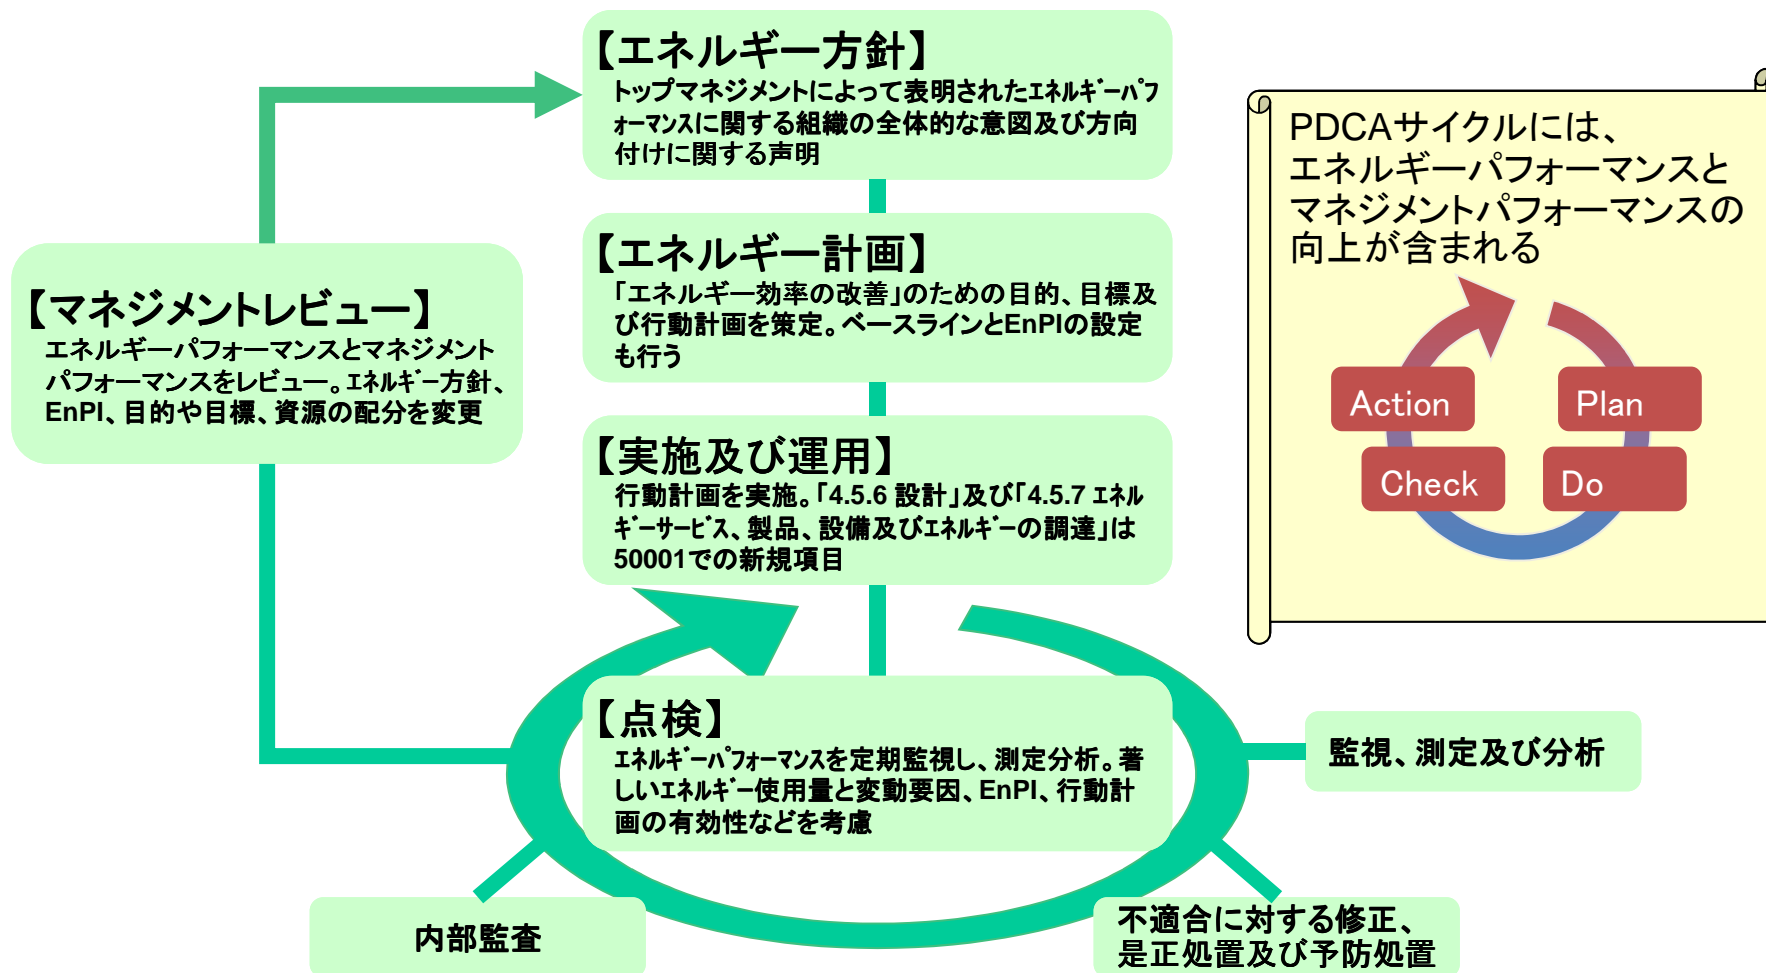 【エネルギー方針】
トップマネジメントによって表明されたｴﾈﾙｷﾞｰﾊﾟﾌ
ｫｰﾏﾝｽに関する組織の全体的な意図及び方向
付けに関する声明
【エネルギー計画】
「エネルギー効率の改善」のための目的、目標及
び行動計画を策定。ベースラインとEnPIの設定
も行う
【実施及び運用】
行動計画を実施。「4.5.6 設計」及び「4.5.7 ｴﾈﾙ
ｷﾞｰｻｰﾋﾞｽ、製品、設備及びｴﾈﾙｷﾞｰの調達」は
50001での新規項目
【点検】
ｴﾈﾙｷﾞｰﾊﾟﾌｫｰﾏﾝｽを定期監視し、測定分析。著
しいｴﾈﾙｷﾞｰ使用量と変動要因、EnPI、行動計
画の有効性などを考慮
【マネジメントレビュー】
エネルギーパフォーマンスとマネジメント
パフォーマンスをレビュー。ｴﾈﾙｷﾞｰ方針、
EnPI、目的や目標、資源の配分を変更
監視、測定及び分析
内部監査
不適合に対する修正、
是正処置及び予防処置
PDCAサイクルには、
エネルギーパフォーマンスと
マネジメントパフォーマンスの
向上が含まれる
Action
Plan
Check
Do